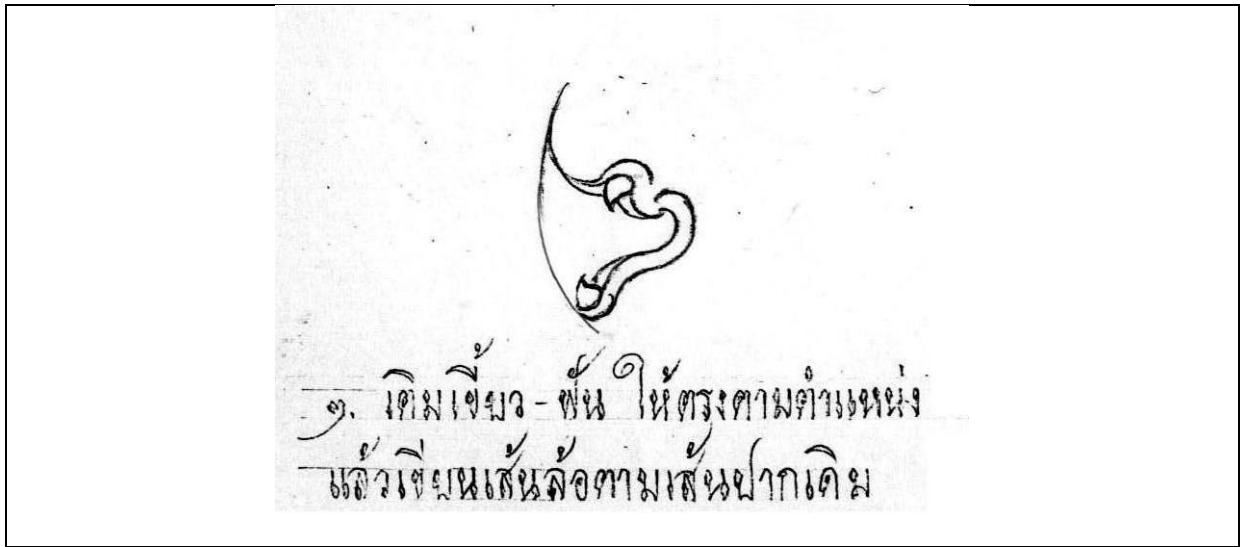 ๑. เติมเขี้ยว - ฟัน ให้ตรงตามตำแหน่ง
แล้วเขียนเส้นล้อตามเส้นปากเดิม